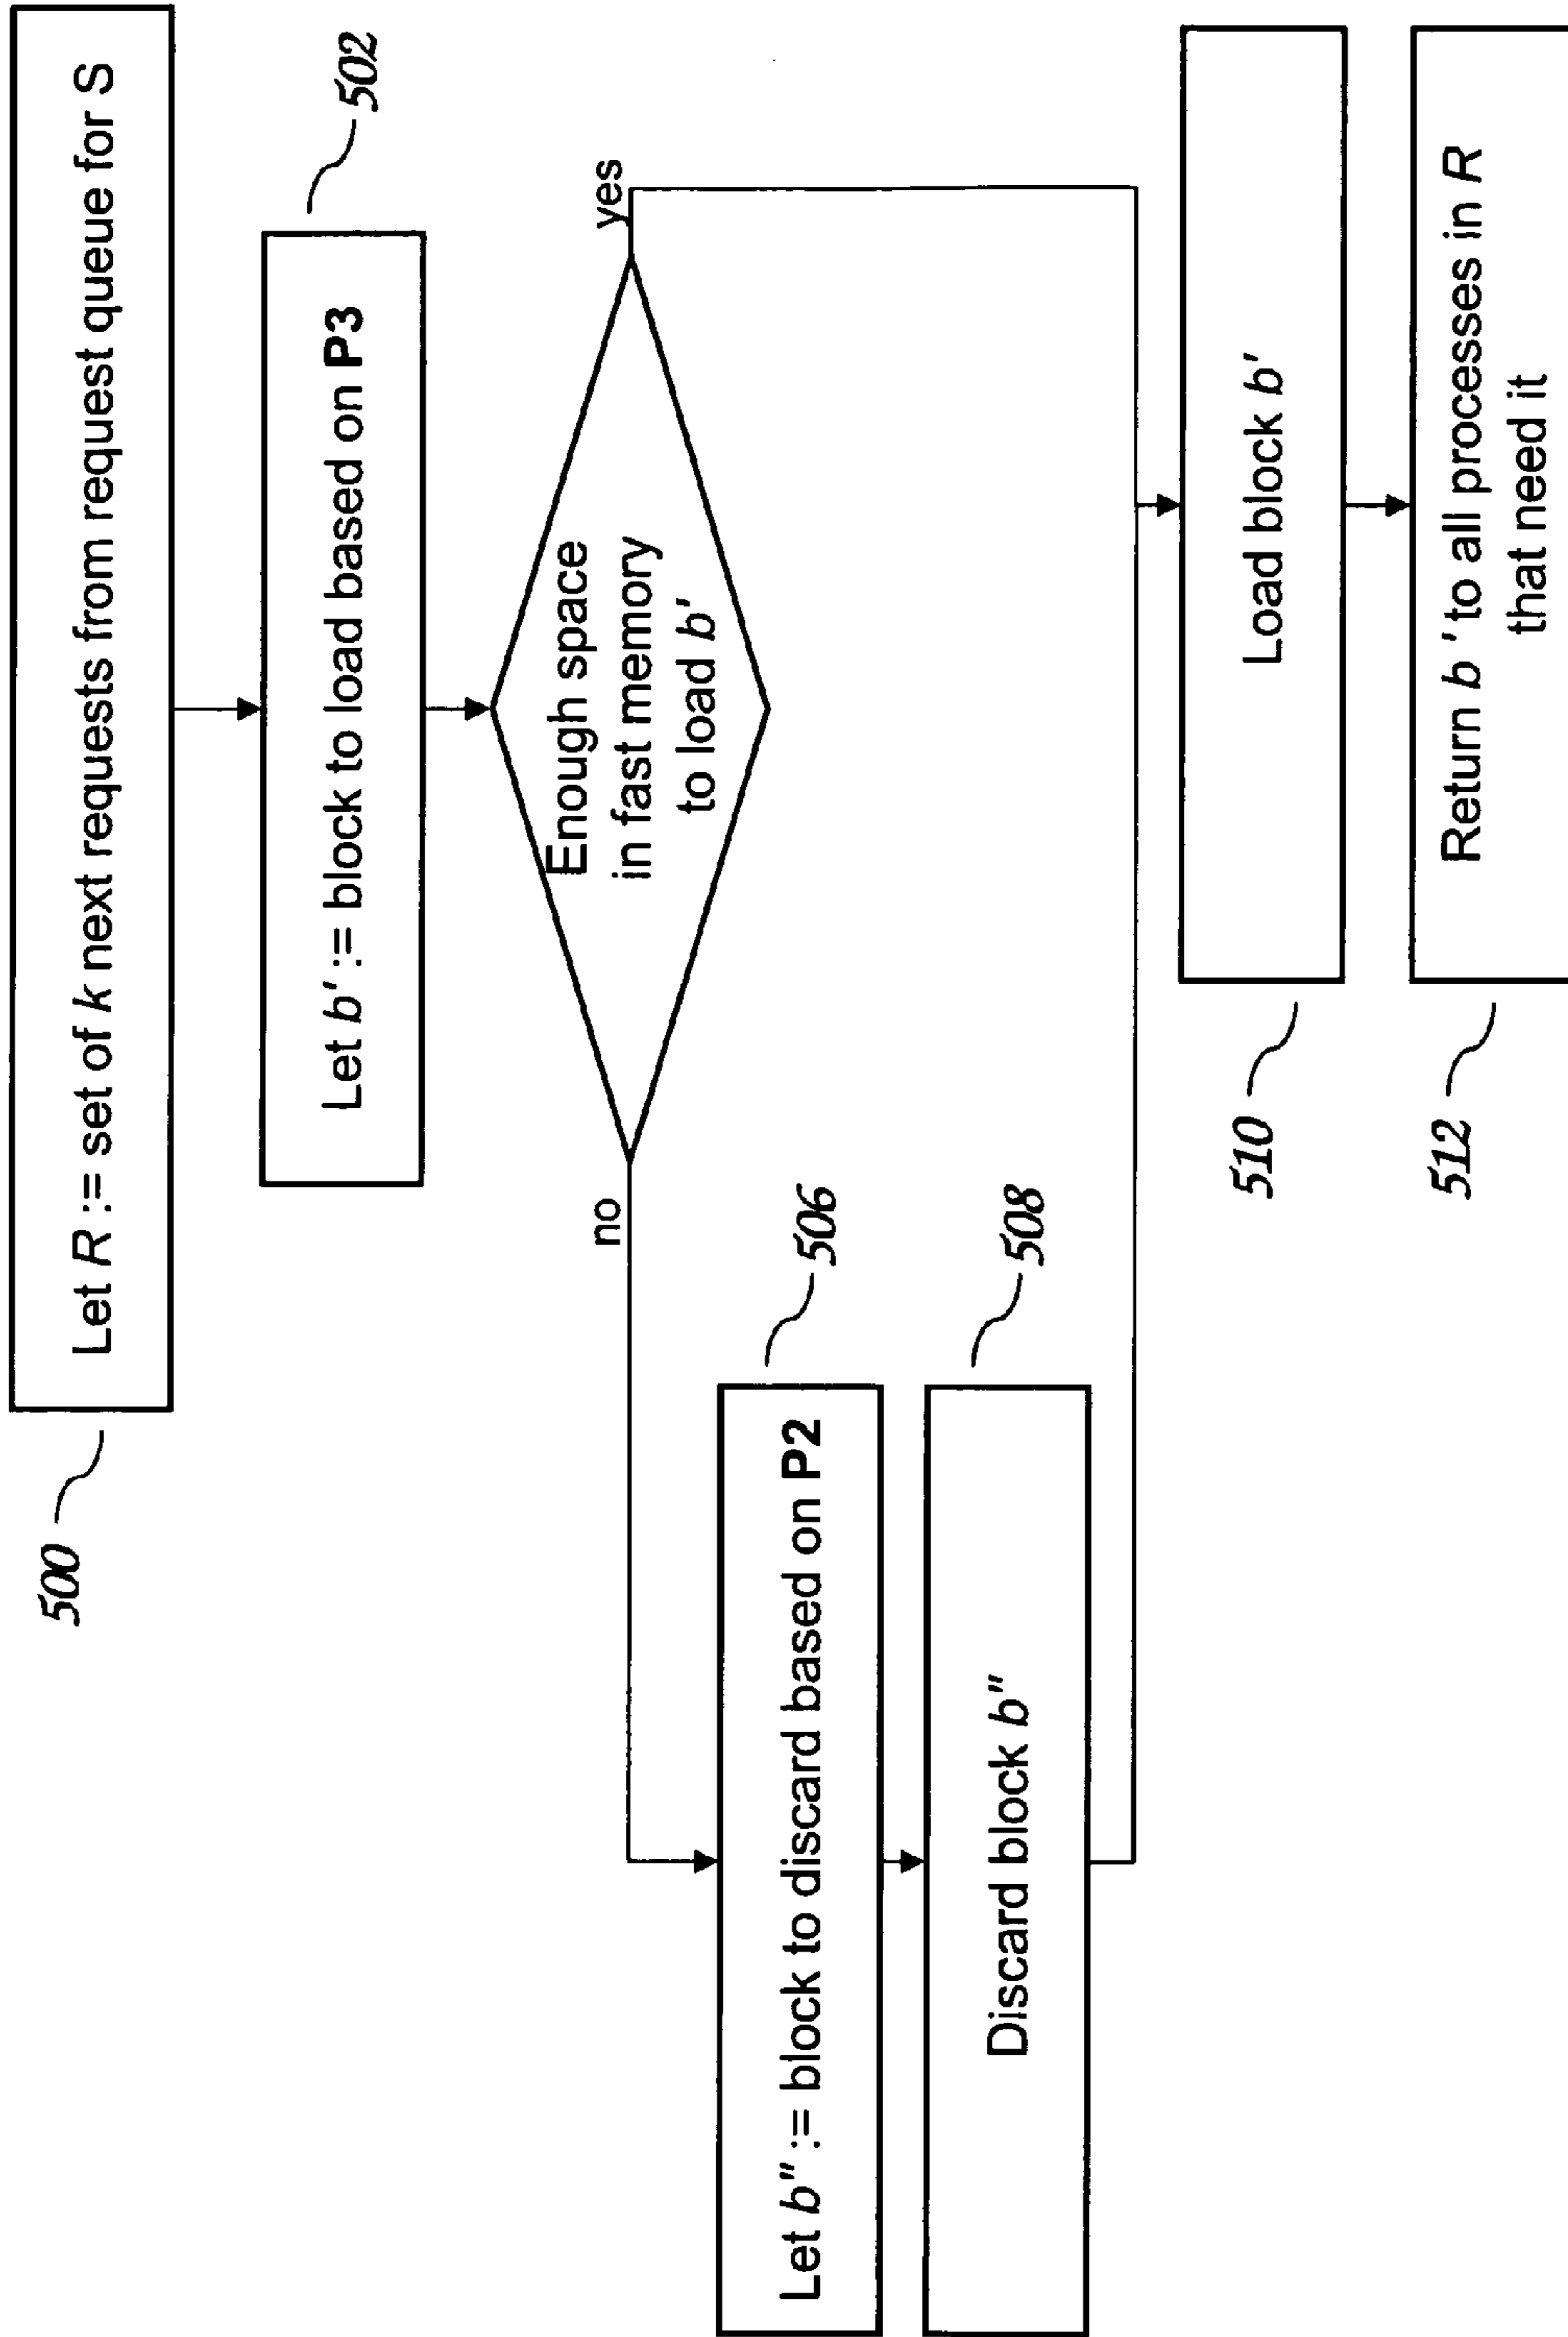 500
Let R := set of k next requests from request queue for S
502
Let b' := block to load based on P3
Enough space
in fast memory
to load b'
no
yes
506
Let b'' := block to discard based on P2
508
Discard block b''
510
Load block b'
512
Return b ' to all processes in R
that need it